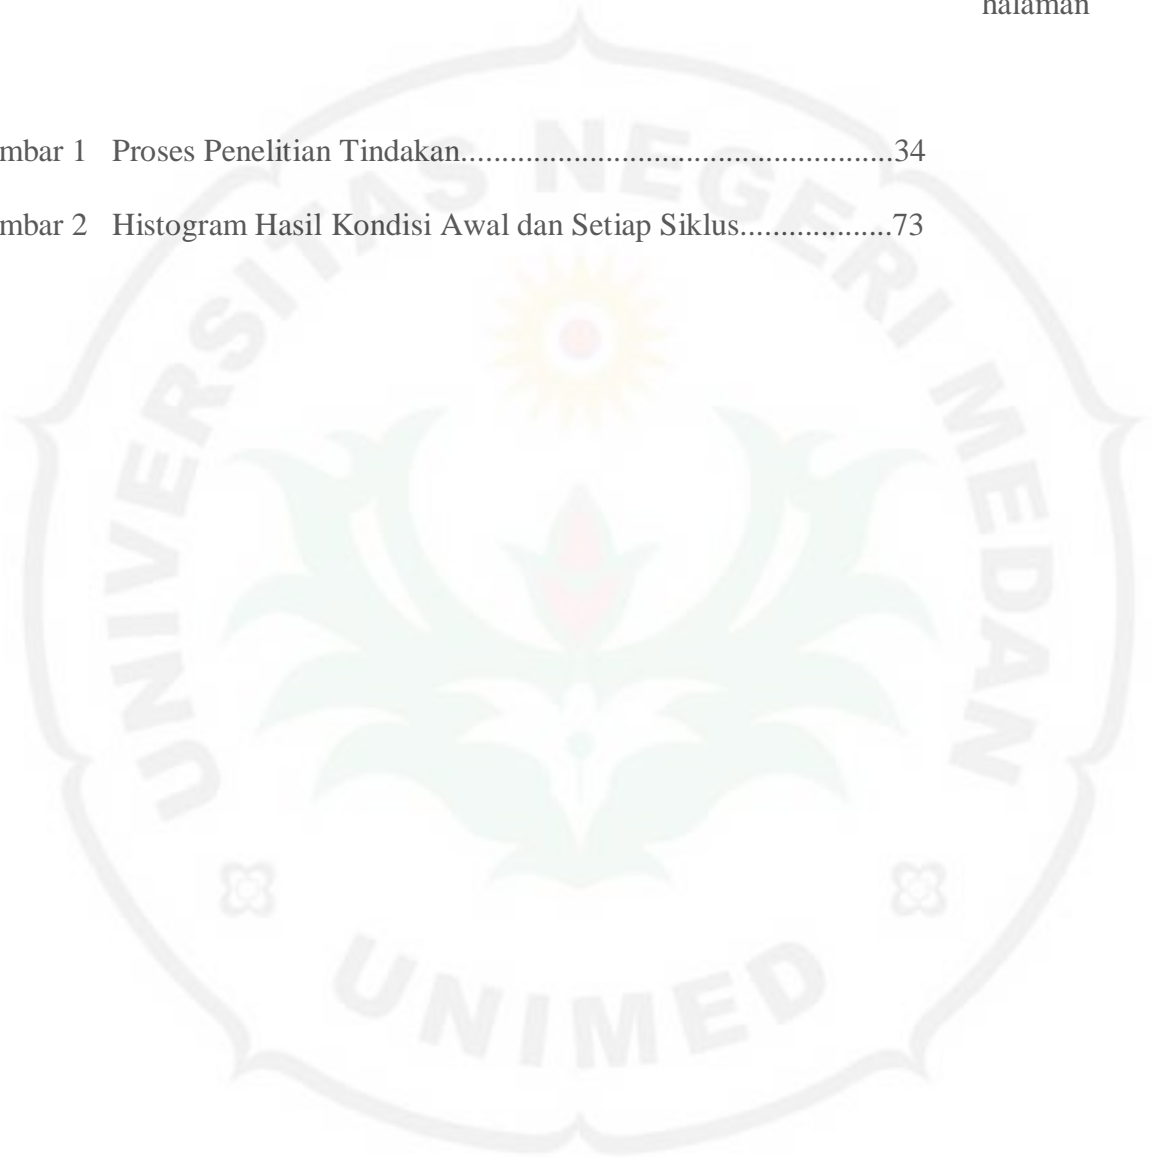 halaman
mbar 1 Proses Penelitian Tindakan.....................................................34
mbar 2 Histogram Hasil Kondisi Awal dan Setiap Siklus..................73
UNIVERSITAS NEGERI MEDAN
UNIMED